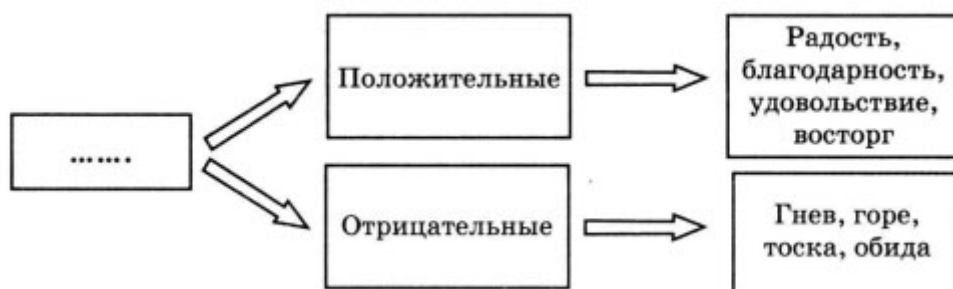 Положительные
Радость,
благодарность,
удовольствие,
восторг
.......
Отрицательные
Гнев, горе,
тоска, обида